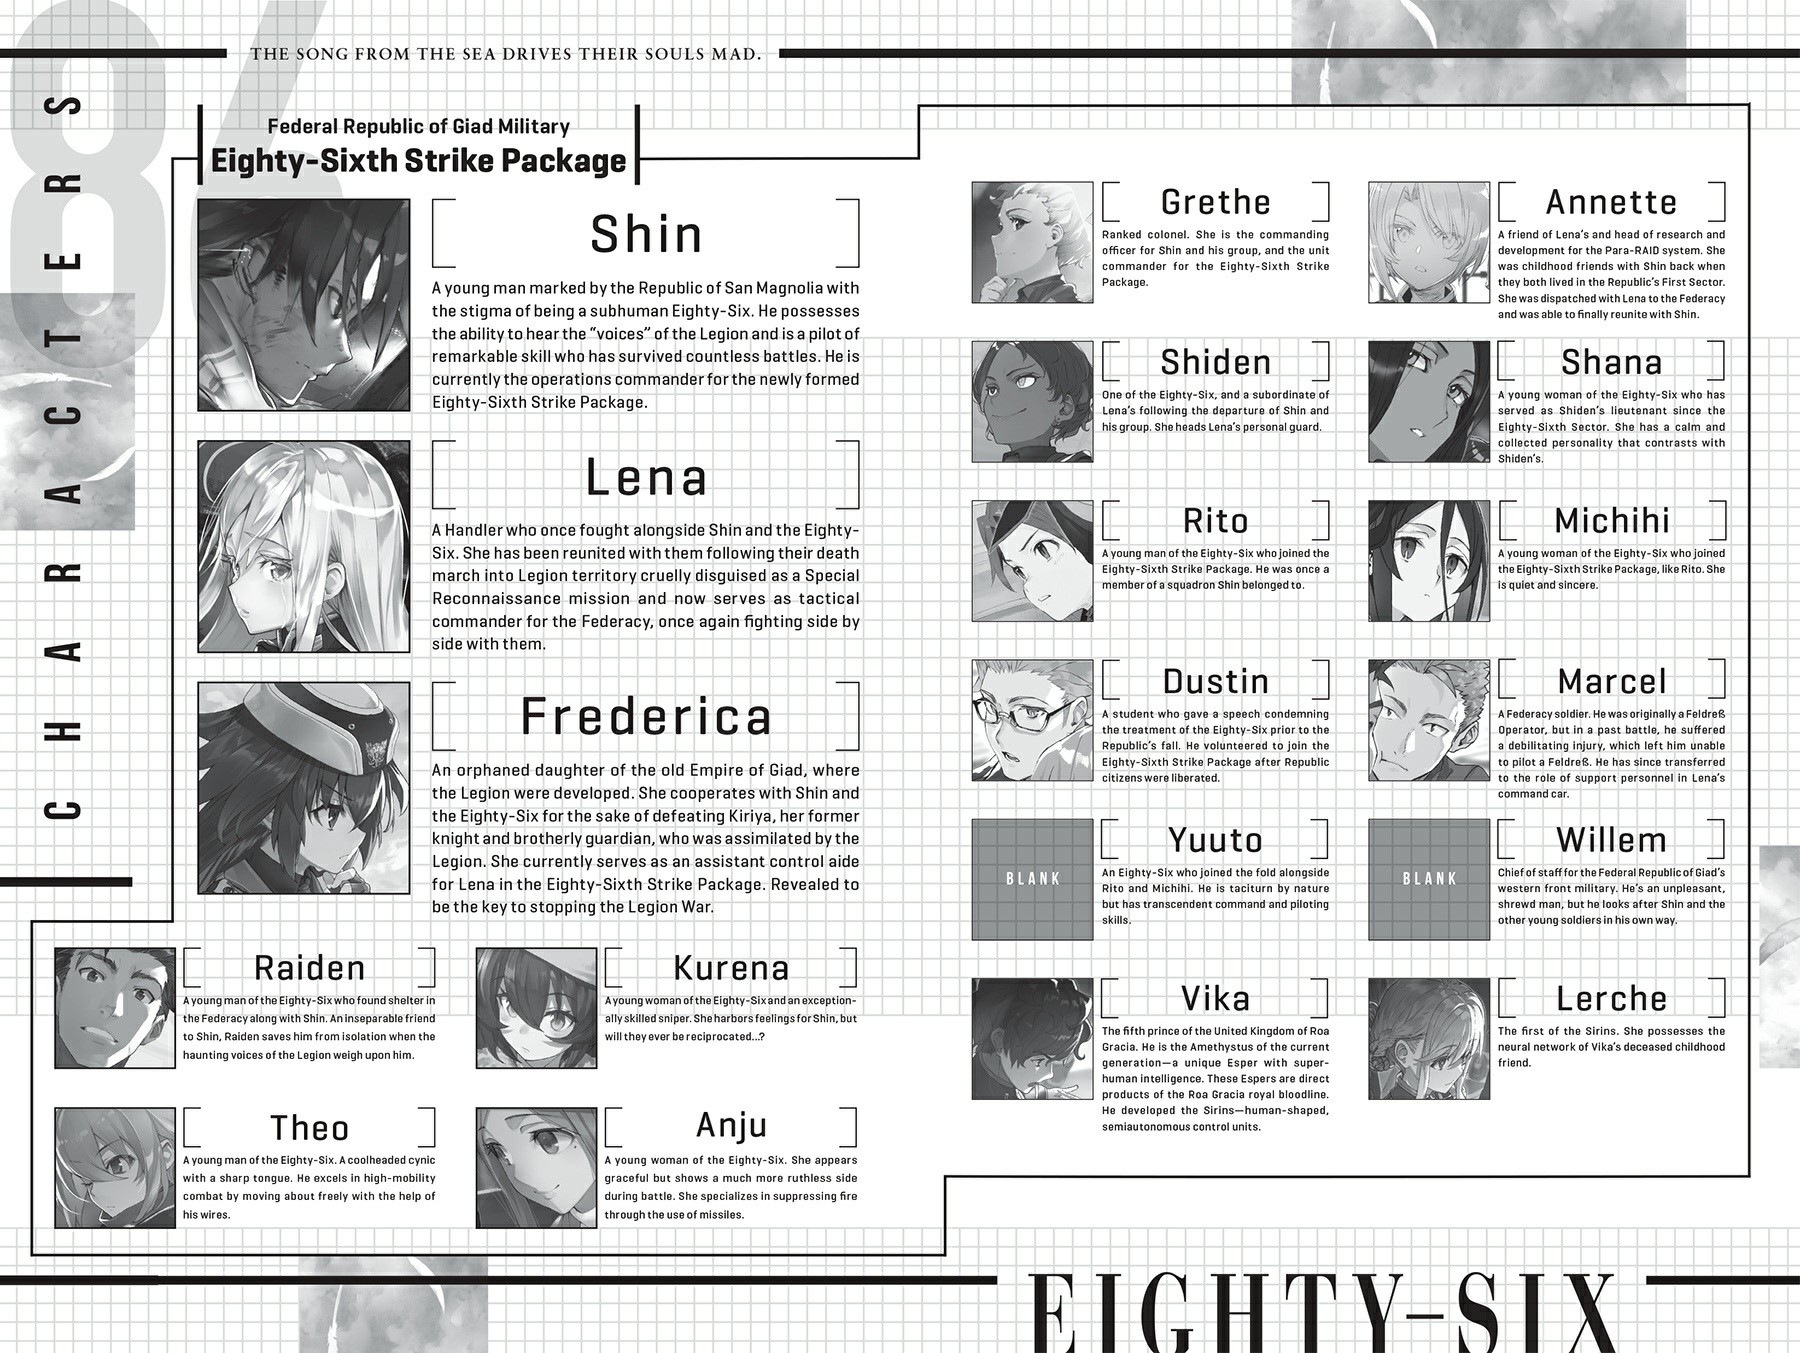 THE SONG FROM THE SEA DRIVES THEIR SOULS MAD.
86
CHARACTERS
Federal Republic of Giad Military
Eighty-Sixth Strike Package
Shin
A young man marked by the Republic of San Magnolia with
the stigma of being a subhuman Eighty-Six. He possesses
the ability to hear the “voices” of the Legion and is a pilot of
remarkable skill who has survived countless battles. He is
currently the operations commander for the newly formed
Eighty-Sixth Strike Package.
Lena
A Handler who once fought alongside Shin and the Eighty-
Six. She has been reunited with them following their death
march into Legion territory cruelly disguised as a Special
Reconnaissance mission and now serves as tactical
commander for the Federacy, once again fighting side by
side with them.
Frederica
An orphaned daughter of the old Empire of Giad, where
the Legion were developed. She cooperates with Shin and
the Eighty-Six for the sake of defeating Kiriya, her former
knight and brotherly guardian, who was assimilated by the
Legion. She currently serves as an assistant control aide
for Lena in the Eighty-Sixth Strike Package. Revealed to
be the key to stopping the Legion War.
Raiden
A young man of the Eighty-Six who found shelter in
the Federacy along with Shin. An inseparable friend
to Shin, Raiden saves him from isolation when the
haunting voices of the Legion weigh upon him.
Kurena
A young woman of the Eighty-Six and an exception-
ally skilled sniper. She harbors feelings for Shin, but
will they ever be reciprocated...?
Theo
A young man of the Eighty-Six. A coolheaded cynic
with a sharp tongue. He excels in high-mobility
combat by moving about freely with the help of
his wires.
Anju
A young woman of the Eighty-Six. She appears
graceful but shows a much more ruthless side
during battle. She specializes in suppressing fire
through the use of missiles.
Grethe
Ranked colonel. She is the commanding
officer for Shin and his group, and the unit
commander for the Eighty-Sixth Strike
Package.
Annette
A friend of Lena’s and head of research and
development for the Para-RAID system. She
was childhood friends with Shin back when
they both lived in the Republic’s First Sector.
She was dispatched with Lena to the Federacy
and was able to finally reunite with Shin.
Shiden
One of the Eighty-Six, and a subordinate of
Lena’s following the departure of Shin and
his group. She heads Lena’s personal guard.
Shana
A young woman of the Eighty-Six who has
served as Shiden’s lieutenant since the
Eighty-Sixth Sector. She has a calm and
collected personality that contrasts with
Shiden’s.
Rito
A young man of the Eighty-Six who joined the
Eighty-Sixth Strike Package. He was once a
member of a squadron Shin belonged to.
Michihi
A young woman of the Eighty-Six who joined
the Eighty-Sixth Strike Package, like Rito. She
is quiet and sincere.
Dustin
A student who gave a speech condemning
the treatment of the Eighty-Six prior to the
Republic’s fall. He volunteered to join the
Eighty-Sixth Strike Package after Republic
citizens were liberated.
Marcel
A Federacy soldier. He was originally a Feldreß
Operator, but in a past battle, he suffered
a debilitating injury, which left him unable
to pilot a Feldreß. He has since transferred
to the role of support personnel in Lena’s
command car.
BLANK
Yuuto
An Eighty-Six who joined the fold alongside
Rito and Michihi. He is taciturn by nature
but has transcendent command and piloting
skills.
BLANK
Willem
Chief of staff for the Federal Republic of Giad’s
western front military. He’s an unpleasant,
shrewd man, but he looks after Shin and the
other young soldiers in his own way.
Vika
The fifth prince of the United Kingdom of Roa
Gracia. He is the Amethystus of the current
generation—a unique Esper with super-
human intelligence. These Espers are direct
products of the Roa Gracia royal bloodline.
He developed the Sirins—human-shaped,
semiautonomous control units.
Lerche
The first of the Sirins. She possesses the
neural network of Vika’s deceased childhood
friend.
EIGHTY-SIX